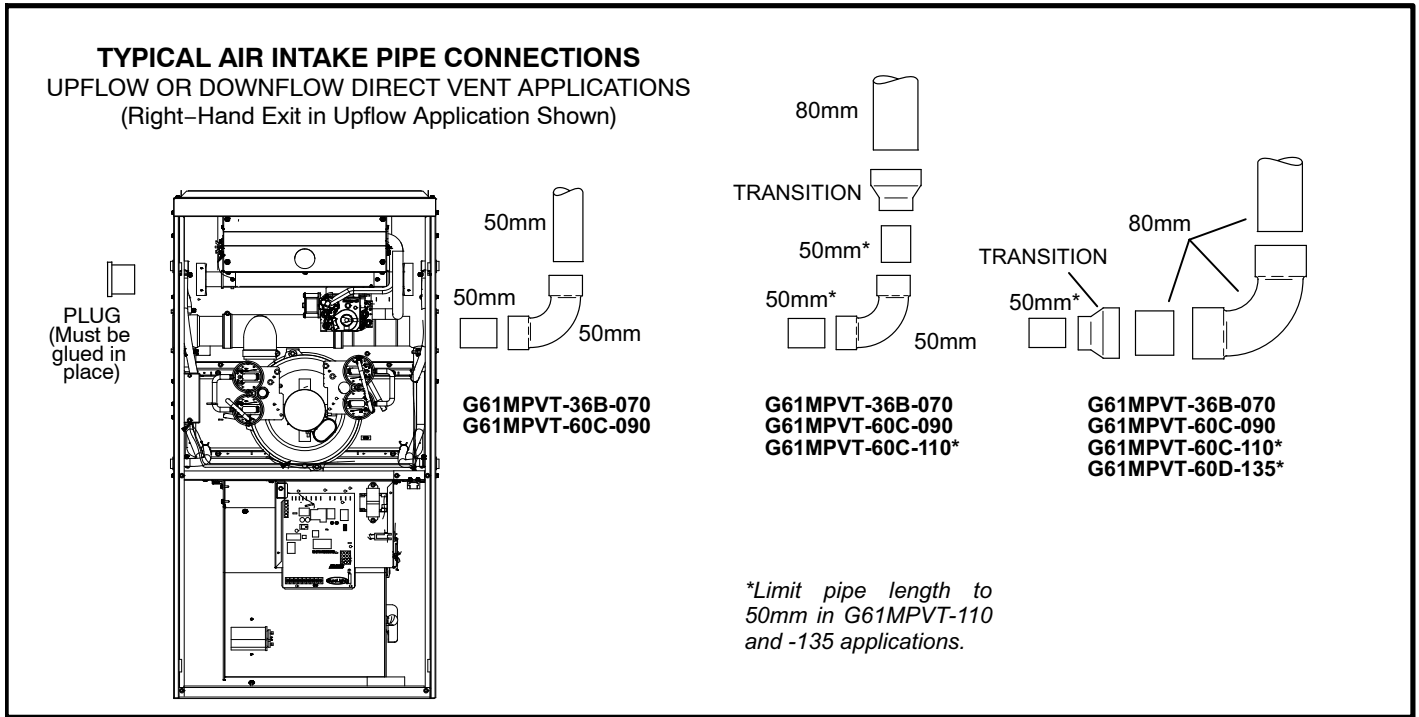 TYPICAL AIR INTAKE PIPE CONNECTIONS
UPFLOW OR DOWNFLOW DIRECT VENT APPLICATIONS
(Right−Hand Exit in Upflow Application Shown)
PLUG
(Must be
glued in
place)
50mm
50mm
50mm
G61MPVT-36B-070
G61MPVT-60C-090
80mm
TRANSITION
50mm*
50mm*
50mm
G61MPVT-36B-070
G61MPVT-60C-090
G61MPVT-60C-110*
80mm
TRANSITION
50mm*
G61MPVT-36B-070
G61MPVT-60C-090
G61MPVT-60C-110*
G61MPVT-60D-135*
*Limit pipe length to
50mm in G61MPVT-110
and -135 applications.